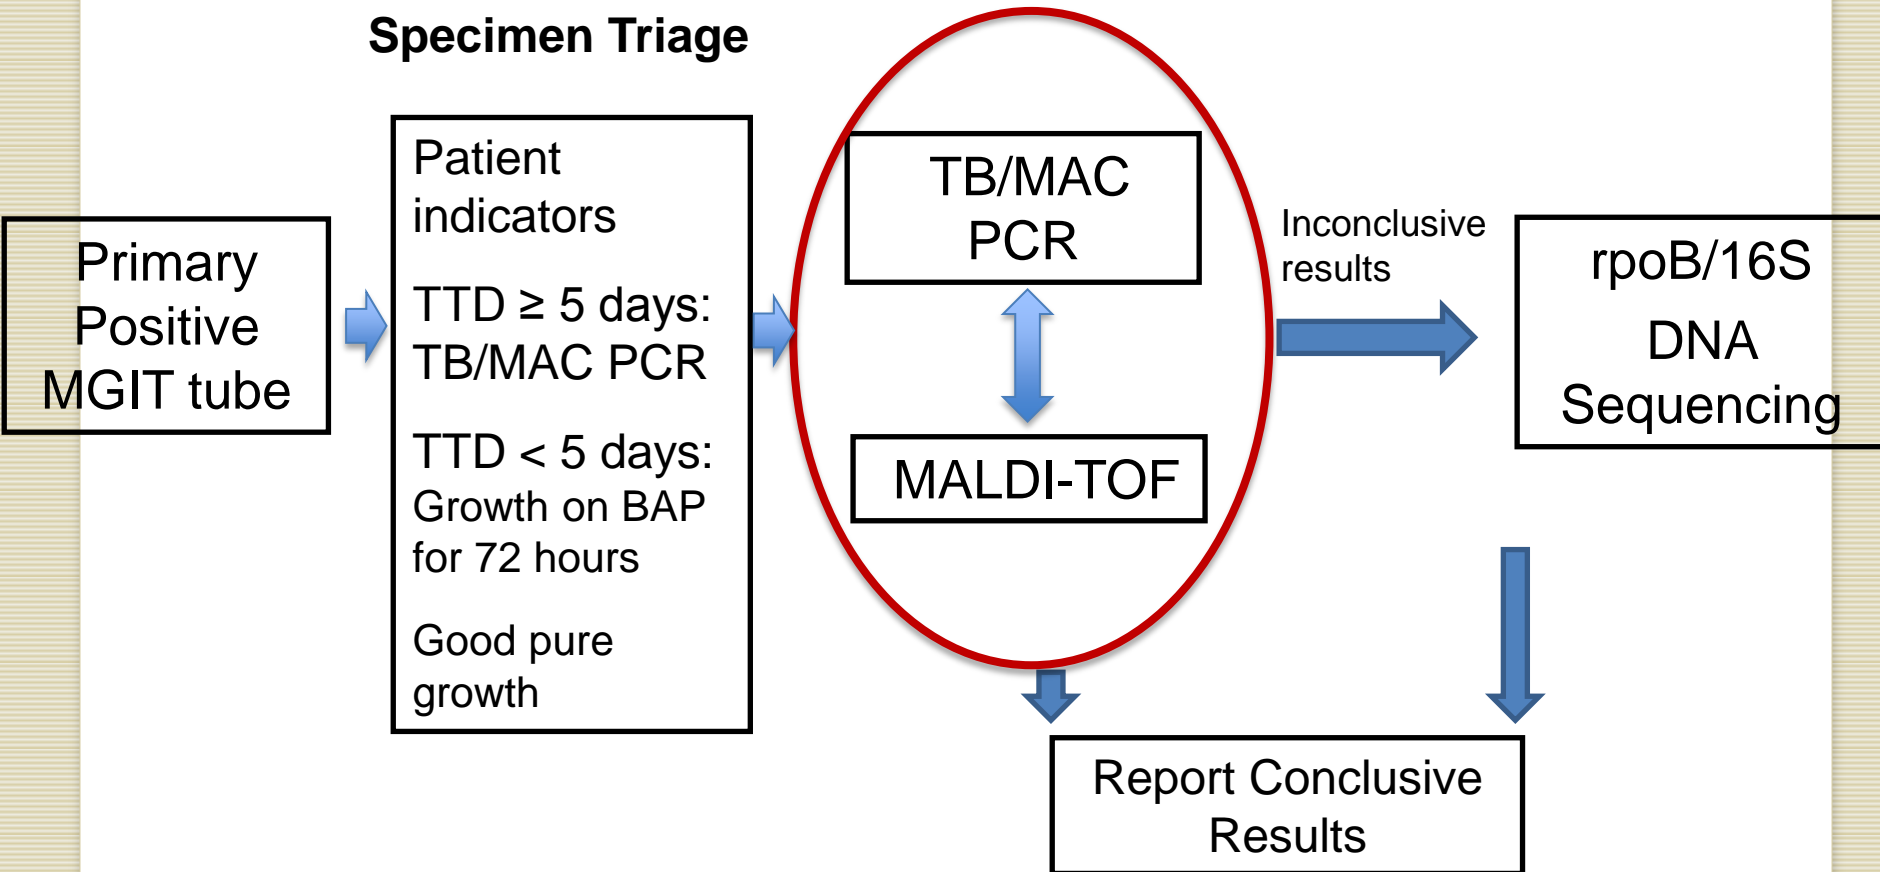 Specimen Triage
Primary
Positive
MGIT tube
Patient
indicators
TTD ≥ 5 days:
TB/MAC PCR
TTD < 5 days:
Growth on BAP
for 72 hours
Good pure
growth
TB/MAC
PCR
MALDI-TOF
Inconclusive
results
rpoB/16S
DNA
Sequencing
Report Conclusive
Results